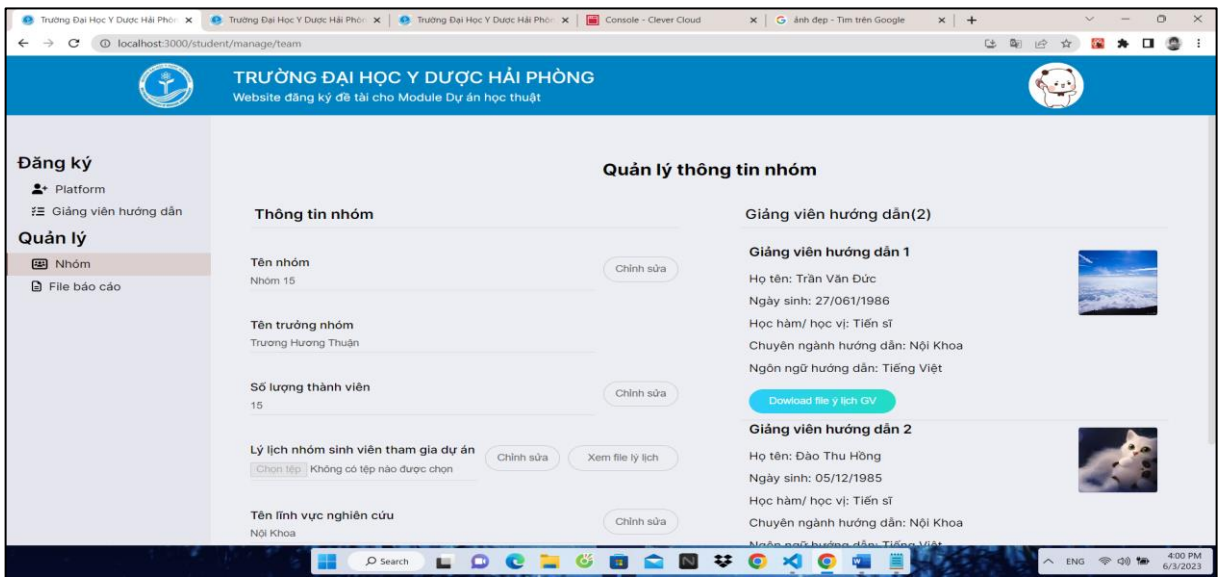 Trường Đại Học Y Dược Hải Phòn
Trường Đại Học Y Dược Hải Phòn
Trường Đại Học Y Dược Hải Phòn
Console - Clever Cloud
ảnh đẹp - Tìm trên Google
localhost:3000/student/manage/team
TRƯỜNG ĐẠI HỌC Y DƯỢC HẢI PHÒNG
Website đăng ký đề tài cho Module Dự án học thuật
Đăng ký
Platform
Giảng viên hướng dẫn
Quản lý
Nhóm
File báo cáo
Quản lý thông tin nhóm
Thông tin nhóm
Tên nhóm
Nhóm 15
Chỉnh sửa
Tên trưởng nhóm
Trương Hương Thuận
Số lượng thành viên
15
Chỉnh sửa
Lý lịch nhóm sinh viên tham gia dự án
Chọn tệp Không có tệp nào được chọn
Chỉnh sửa
Xem file lý lịch
Tên lĩnh vực nghiên cứu
Nội Khoa
Chỉnh sửa
Giảng viên hướng dẫn(2)
Giảng viên hướng dẫn 1
Họ tên: Trần Văn Đức
Ngày sinh: 27/061/1986
Học hàm/ học vị: Tiến sĩ
Chuyên ngành hướng dẫn: Nội Khoa
Ngôn ngữ hướng dẫn: Tiếng Việt
Dowload file ý lịch GV
Giảng viên hướng dẫn 2
Họ tên: Đào Thu Hồng
Ngày sinh: 05/12/1985
Học hàm/ học vị: Tiến sĩ
Chuyên ngành hướng dẫn: Nội Khoa
Ngôn ngữ hướng dẫn: Tiếng Việt
Search
ENG
4:00 PM
6/3/2023